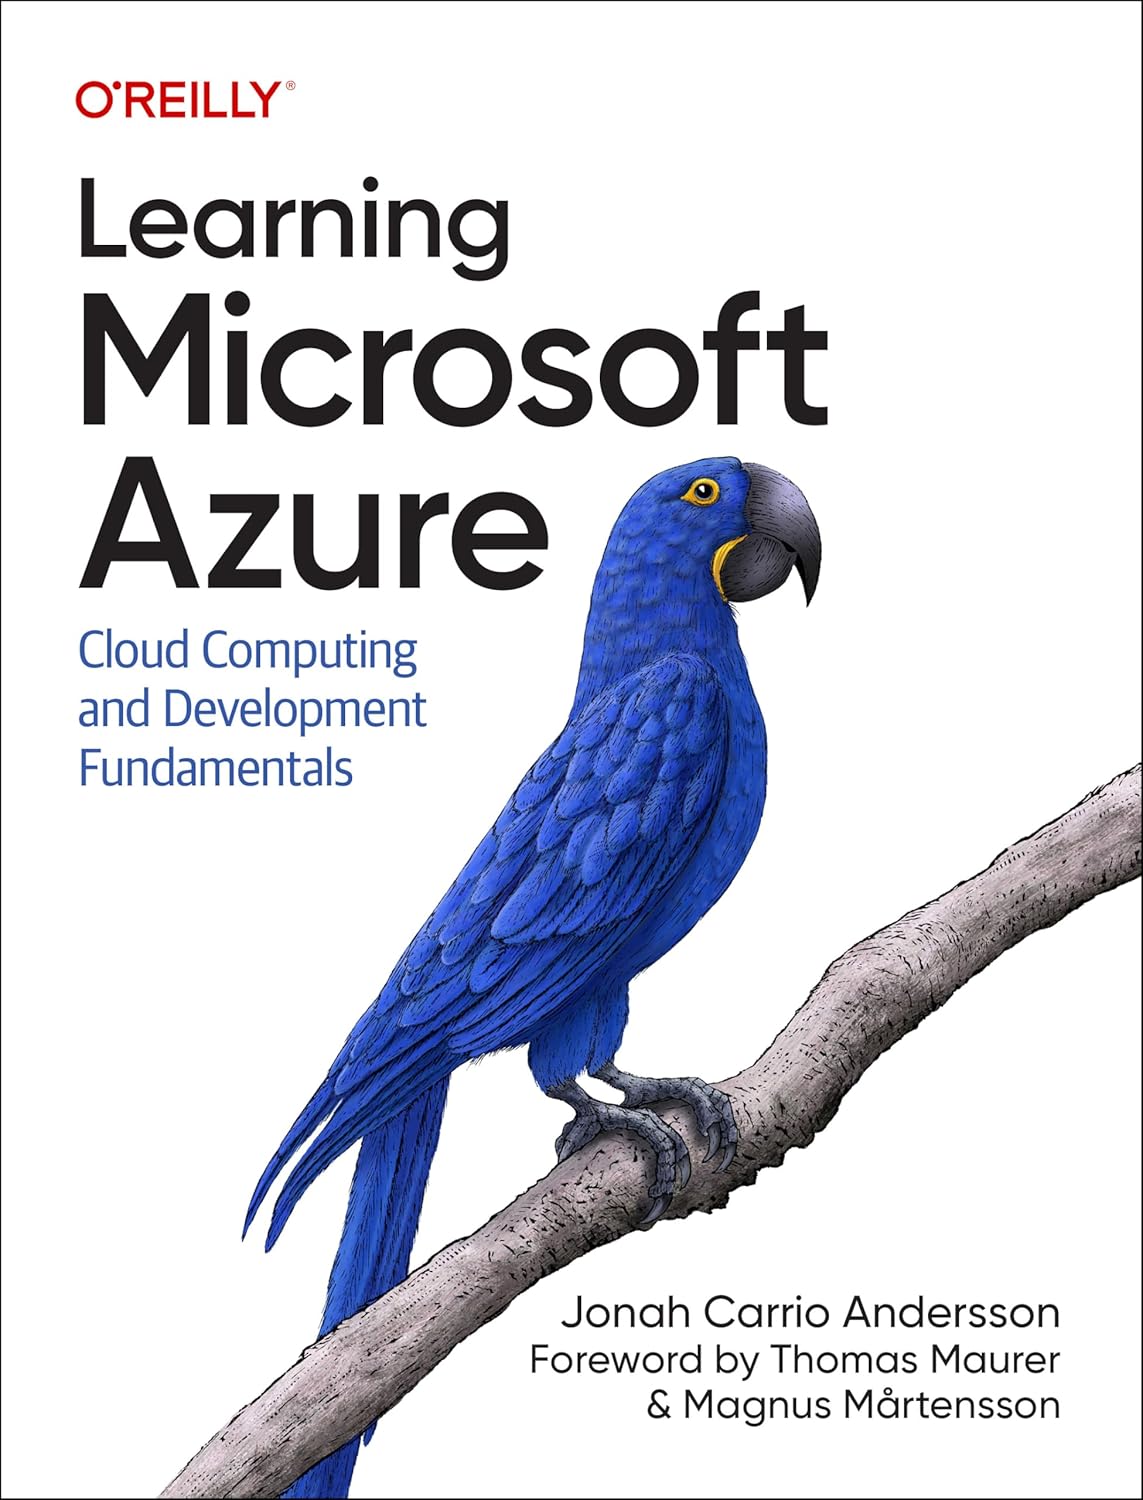 O'REILLY®
Learning
Microsoft
Azure
Cloud Computing
and Development
Fundamentals
Jonah Carrio Andersson
Foreword by Thomas Maurer
& Magnus Mårtensson